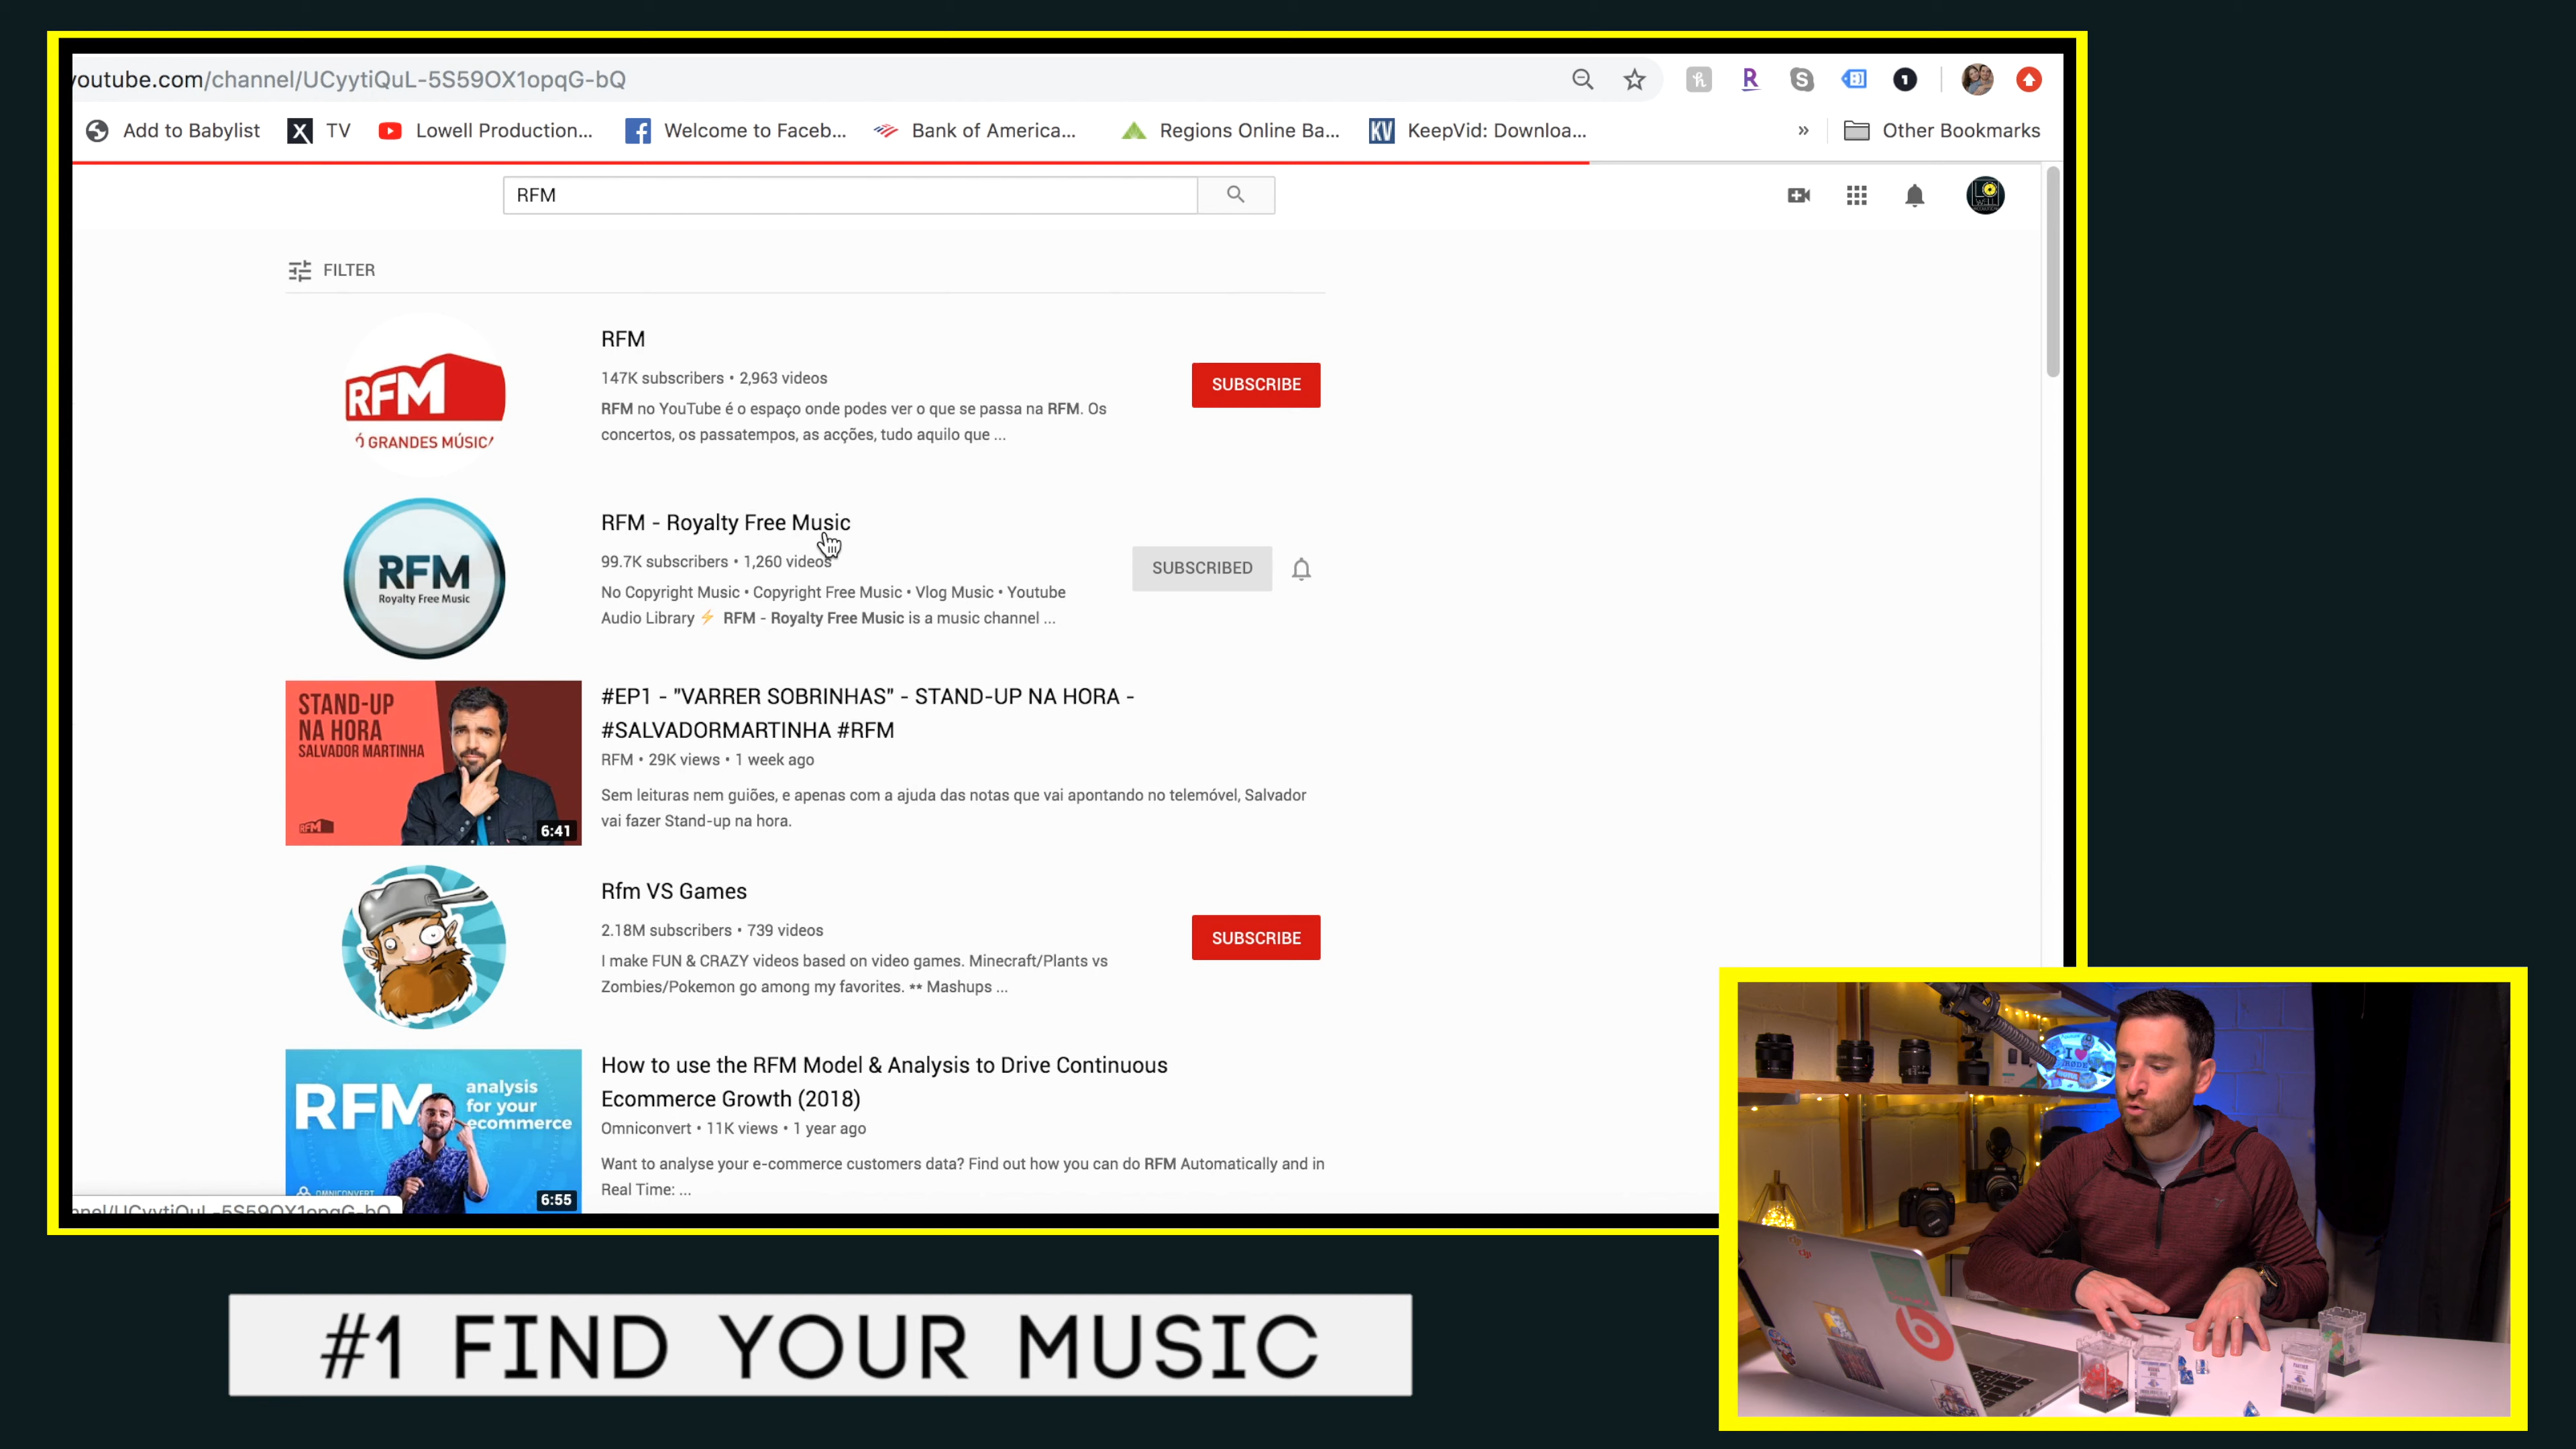 youtube.com/channel/UCyytiQuL-5S59OX1opqG-bQ
Add to Babylist TV Lowell Production... Welcome to Faceb... Bank of America... Regions Online Ba... KeepVid: Downloa... » Other Bookmarks
RFM
FILTER
RFM
147K subscribers • 2,963 videos
RFM no YouTube é o espaço onde podes ver o que se passa na RFM. Os
concertos, os passatempos, as acções, tudo aquilo que ...
SUBSCRIBE
RFM
GRANDES MÚSICA
RFM - Royalty Free Music
99.7K subscribers • 1,260 videos
No Copyright Music • Copyright Free Music • Vlog Music • Youtube
Audio Library ⚡ RFM - Royalty Free Music is a music channel ...
SUBSCRIBED
RFM
Royalty Free Music
#EP1 - "VARRER SOBRINHAS" - STAND-UP NA HORA -
#SALVADORMARTINHA #RFM
RFM • 29K views • 1 week ago
Sem leituras nem guiões, e apenas com a ajuda das notas que vai apontando no telemóvel, Salvador
vai fazer Stand-up na hora.
STAND-UP
NA HORA
SALVADOR MARTINHA
RFM
6:41
Rfm VS Games
2.18M subscribers • 739 videos
I make FUN & CRAZY videos based on video games. Minecraft/Plants vs
Zombies/Pokemon go among my favorites. ** Mashups ...
SUBSCRIBE
How to use the RFM Model & Analysis to Drive Continuous
Ecommerce Growth (2018)
Omniconvert • 11K views • 1 year ago
Want to analyse your e-commerce customers data? Find out how you can do RFM Automatically and in
Real Time: ...
RFM
analysis
for your
ecommerce
OMNICONVERT
6:55
nnel/UCyytiQuL-5S59OX1opqG-bQ
#1 FIND YOUR MUSIC